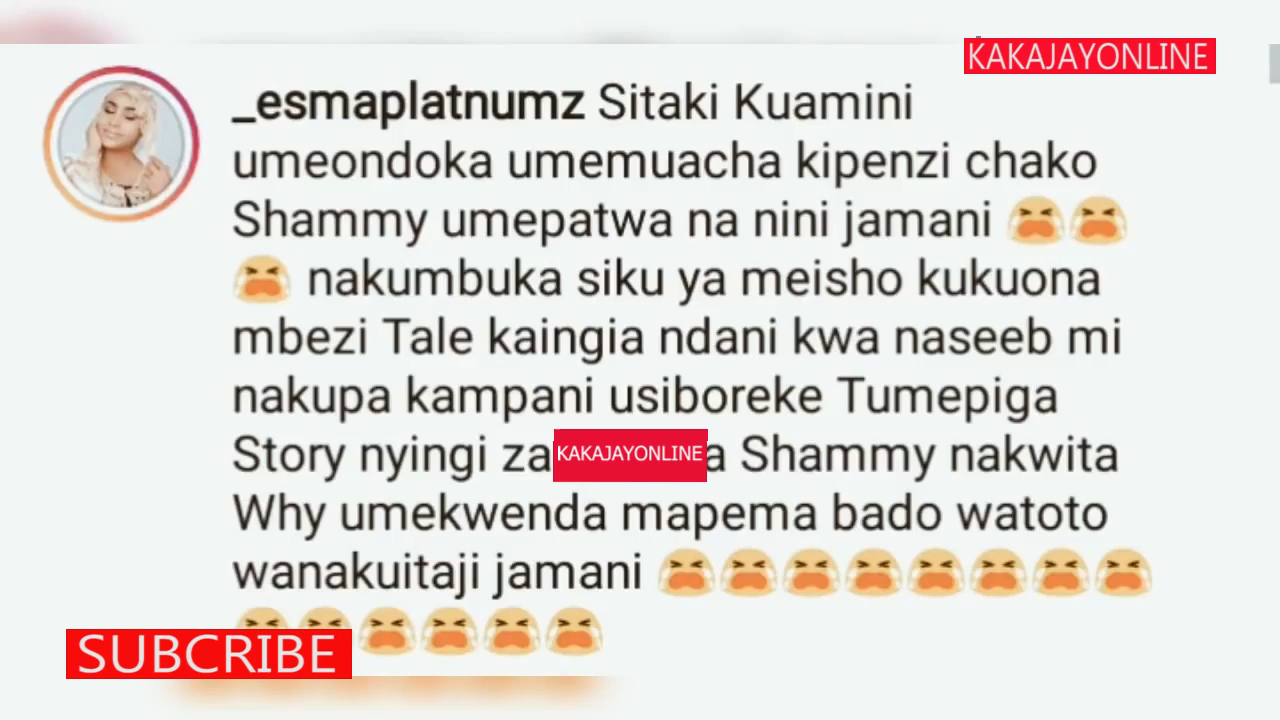 KAKAJAYONLINE
_esmaplatnumz Sitaki Kuamini
umeondoka umemuacha kipenzi chako
Shammy umepatwa na nini jamani 😭😭
😭 nakumbuka siku ya meisho kukuona
mbezi Tale kaingia ndani kwa naseeb mi
nakupa kampani usiboreke Tumepiga
Story nyingi za KAKAJAYONLINE a Shammy nakwita
Why umekwenda mapema bado watoto
wanakuitaji jamani 😭😭😭😭😭😭😭😭
😭😭😭😭😭😭
SUBCRIBE